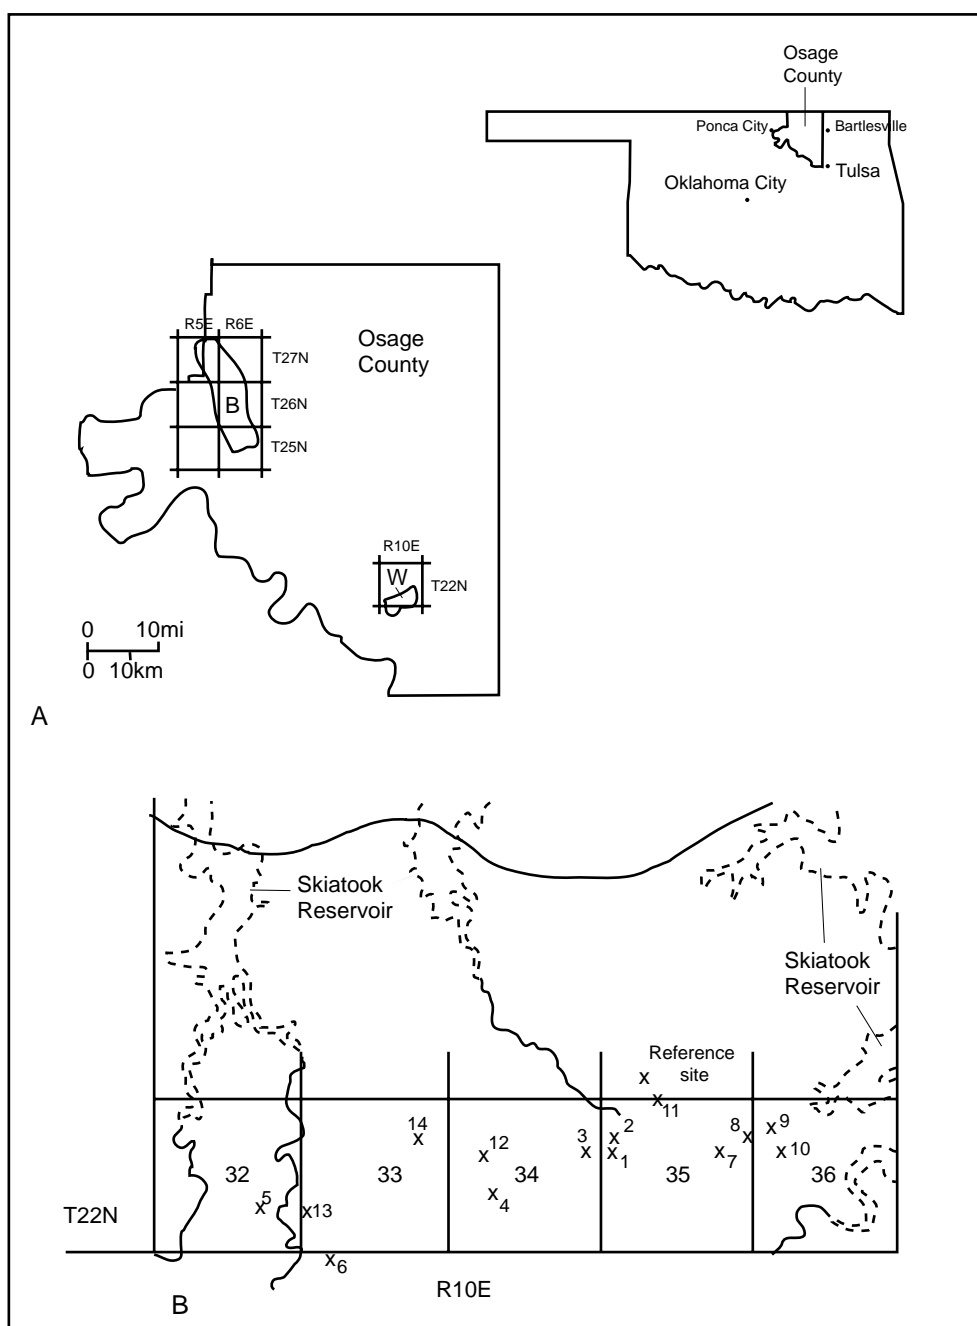 Osage
County
Ponca City
Bartlesville
Tulsa
Oklahoma City
R5E
R6E
Osage
County
T27N
B
T26N
T25N
R10E
W
T22N
0
10mi
0
10km
A
Skiatook
Reservoir
Skiatook
Reservoir
Reference
site
x
x11
14
x
x12
3
x
x2
x1
8
x
x7
x9
x10
32
33
34
35
36
x4
5
x
x13
T22N
x6
R10E
B